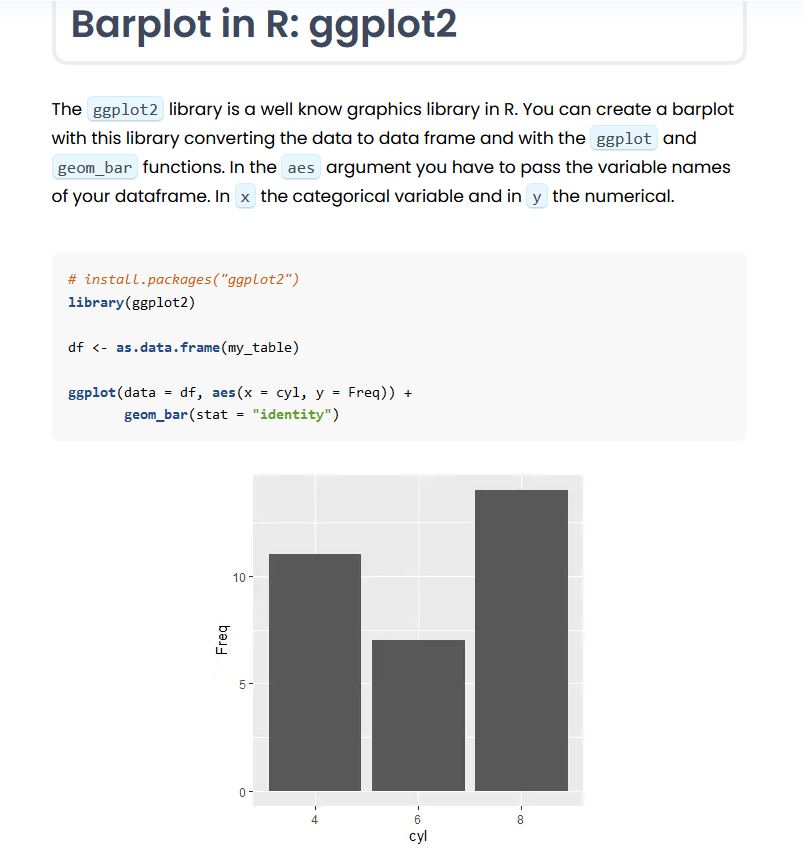 Barplot in R: ggplot2
The ggplot2 library is a well know graphics library in R. You can create a barplot
with this library converting the data to data frame and with the ggplot and
geom_bar functions. In the aes argument you have to pass the variable names
of your dataframe. In x the categorical variable and in y the numerical.
# install.packages("ggplot2")
library(ggplot2)
df <- as.data.frame(my_table)
ggplot(data = df, aes(x = cyl, y = Freq)) +
geom_bar(stat = "identity")
10
Freq
5
0
4 6 8
cyl